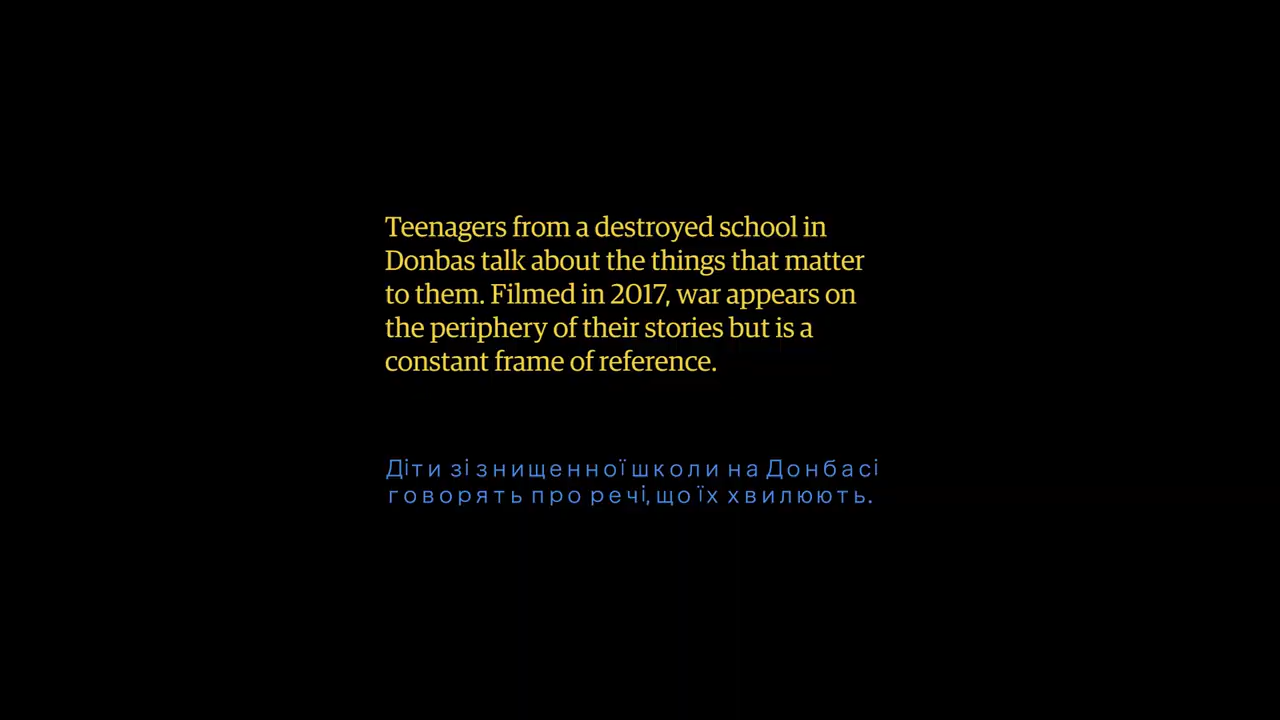 Teenagers from a destroyed school in
Donbas talk about the things that matter
to them. Filmed in 2017, war appears on
the periphery of their stories but is a
constant frame of reference.
Діти зі знищенної школи на Донбасі
говорять про речі, що їх хвилюють.